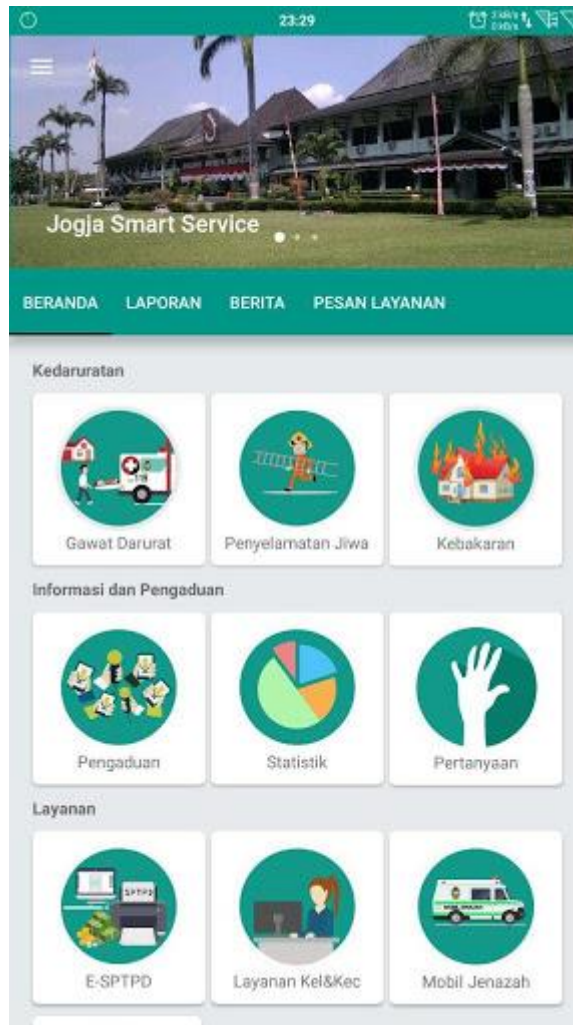 23:29
Jogja Smart Service
BERANDA LAPORAN BERITA PESAN LAYANAN
Kedaruratan
Gawat Darurat Penyelamatan Jiwa Kebakaran
Informasi dan Pengaduan
Pengaduan Statistik Pertanyaan
Layanan
SPTPD
E-SPTPD Layanan Kel&Kec Mobil Jenazah